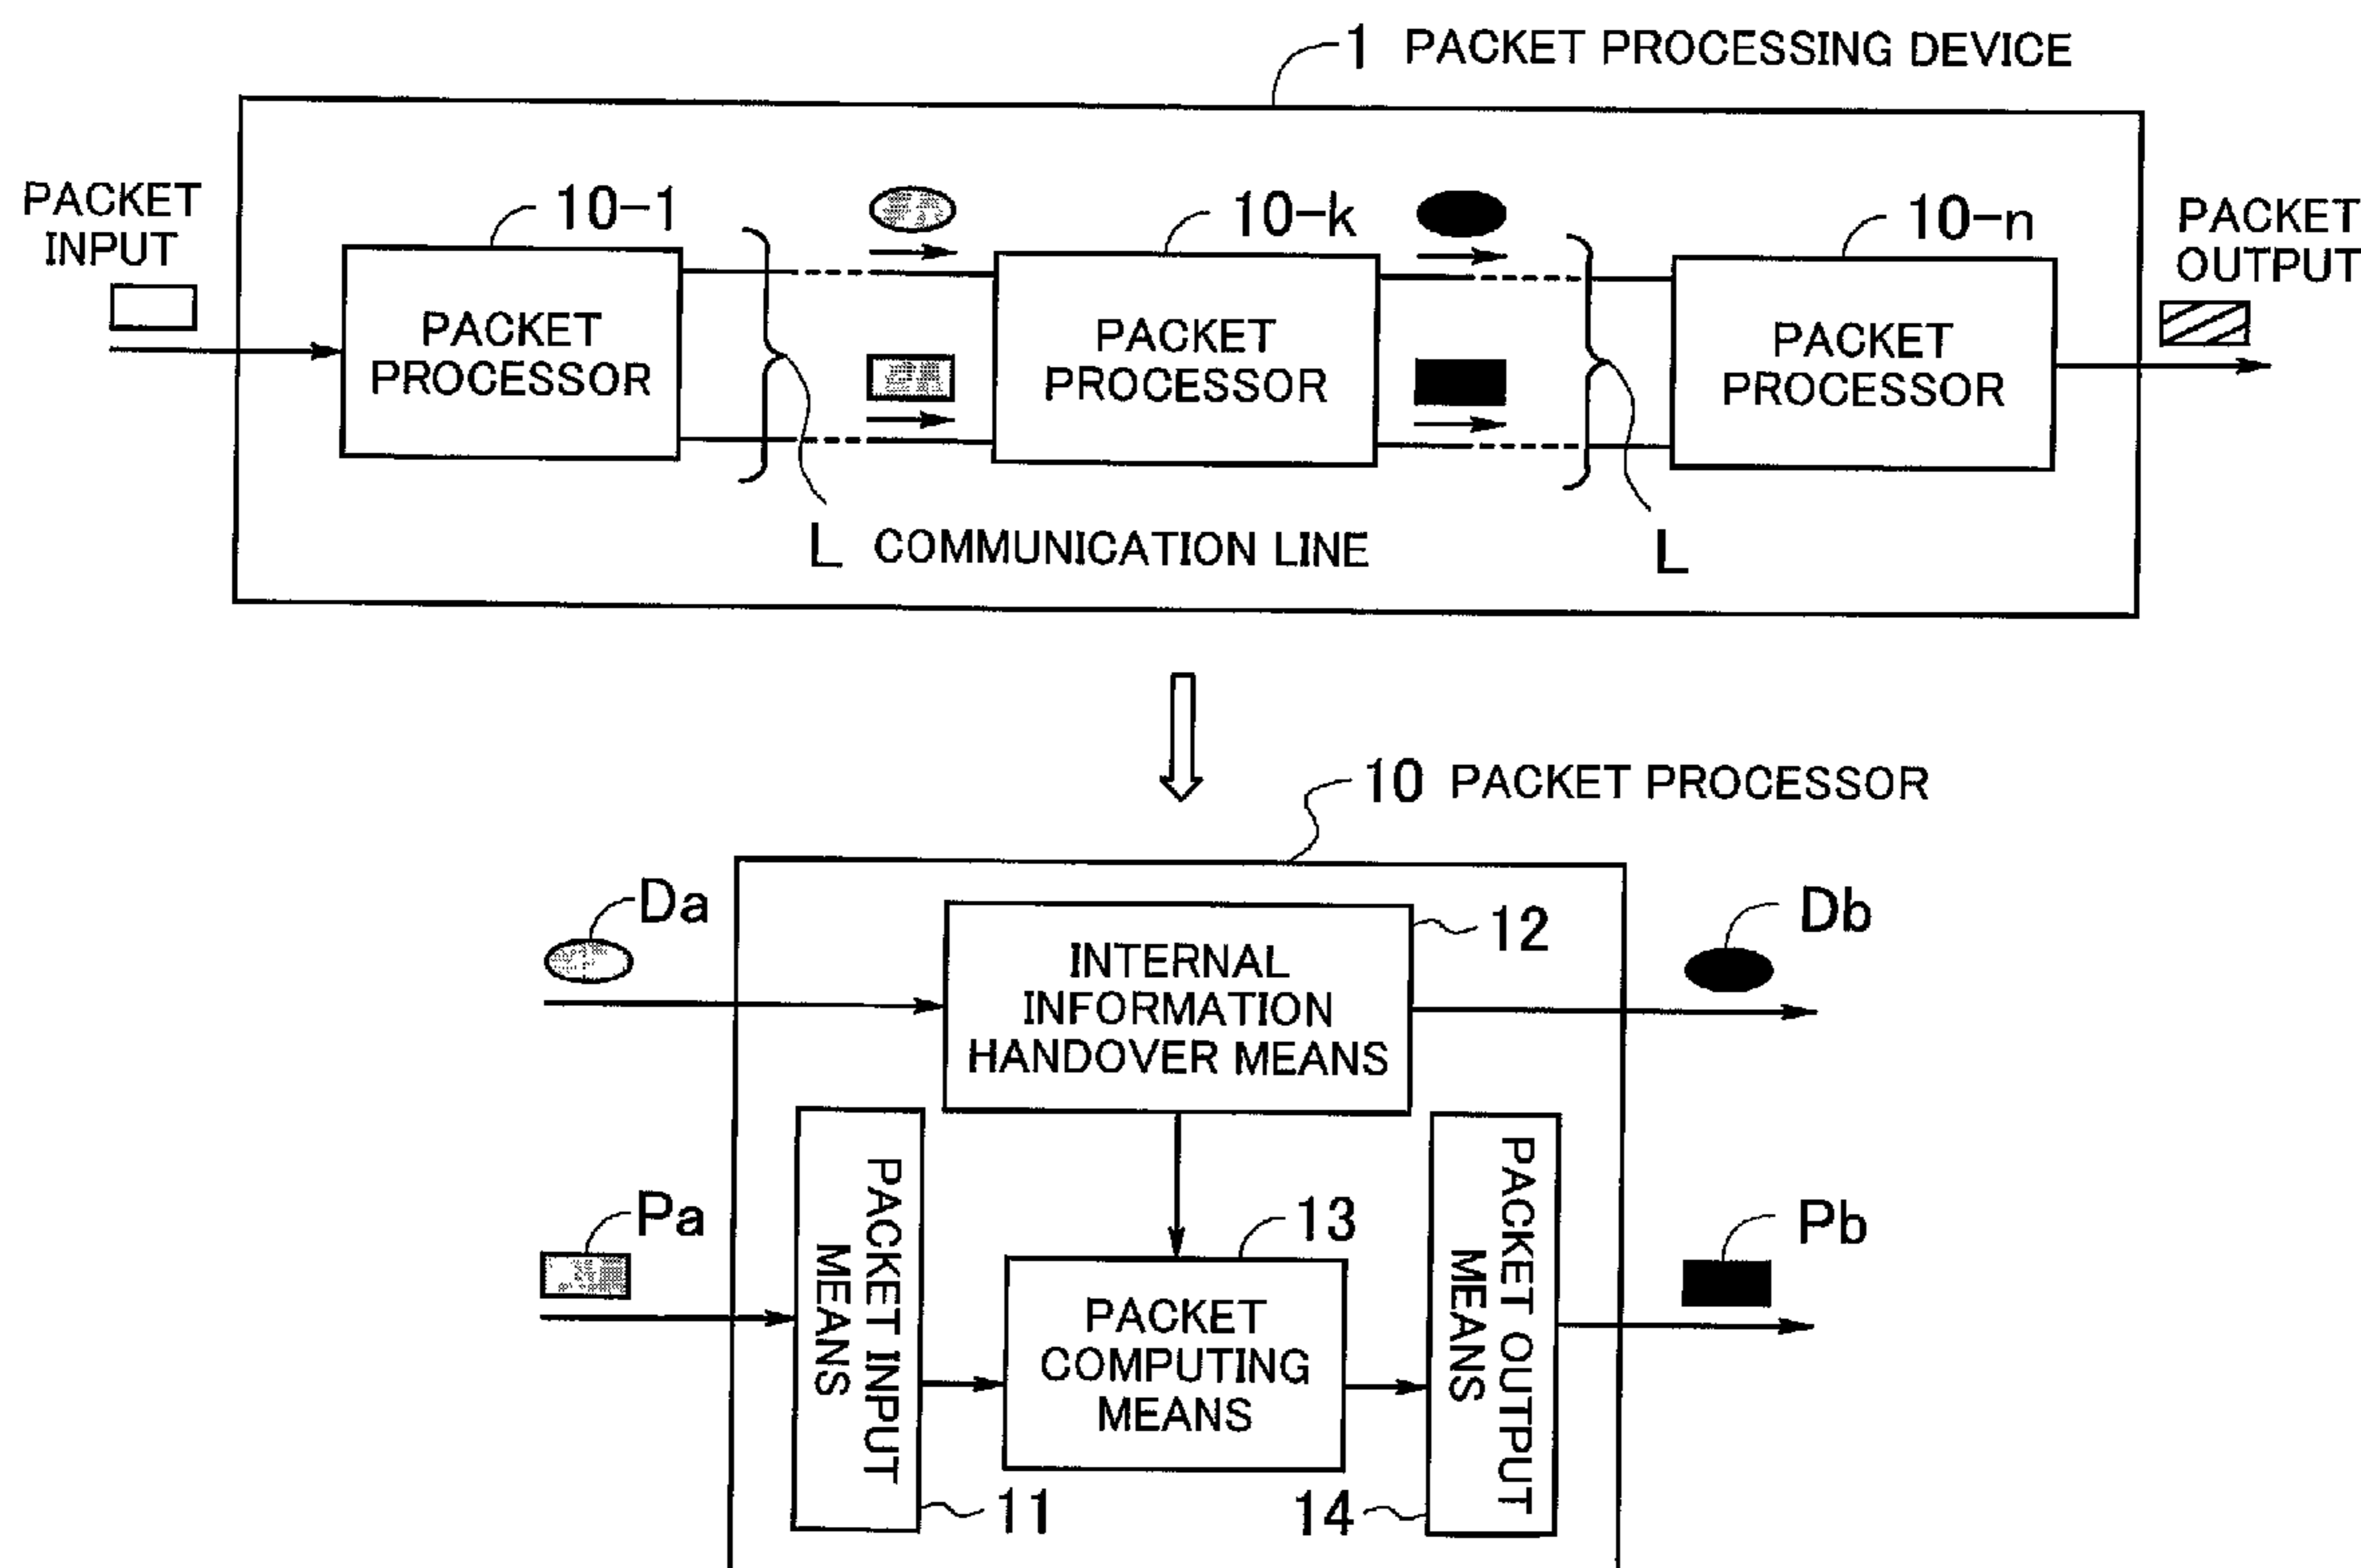 1 PACKET PROCESSING DEVICE
PACKET
INPUT
10-1
10-k
10-n
PACKET
OUTPUT
PACKET
PROCESSOR
PACKET
PROCESSOR
PACKET
PROCESSOR
L COMMUNICATION LINE
L
10 PACKET PROCESSOR
Da
12
Db
INTERNAL
INFORMATION
HANDOVER MEANS
Pa
PACKET INPUT
MEANS
13
PACKET
COMPUTING
MEANS
PACKET OUTPUT
MEANS
Pb
11
14